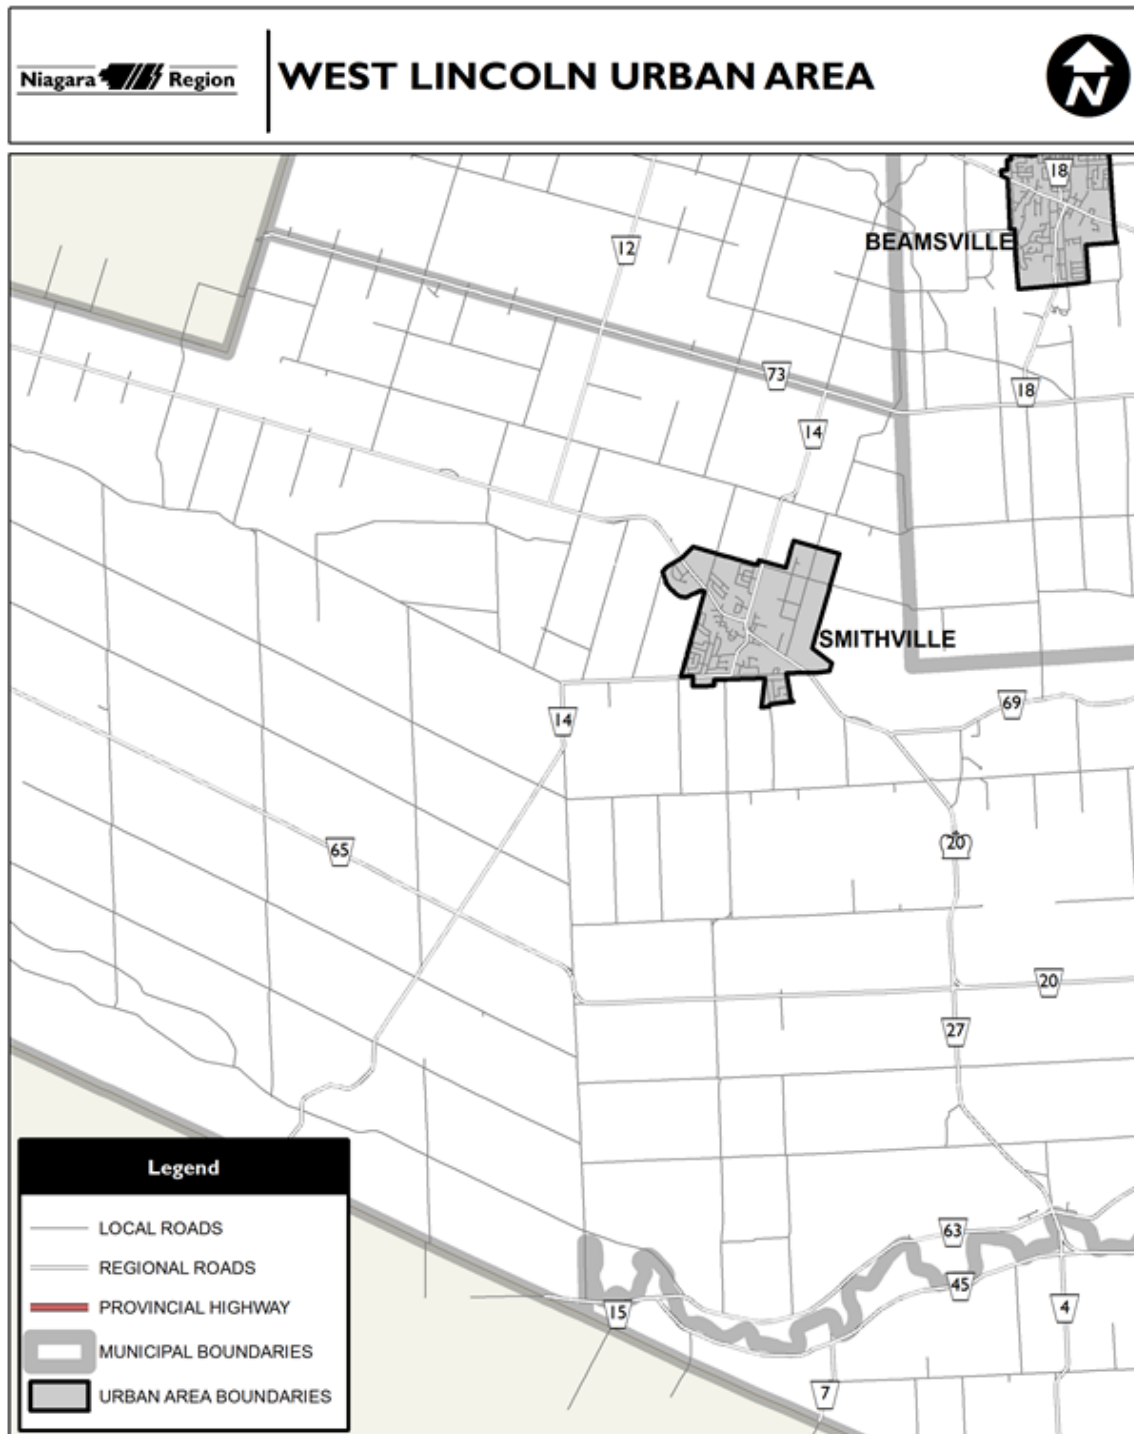 Niagara Region
WEST LINCOLN URBAN AREA
N
18
BEAMSVILLE
12
73
18
14
SMITHVILLE
69
14
20
65
20
27
63
45
15
4
7
Legend
LOCAL ROADS
REGIONAL ROADS
PROVINCIAL HIGHWAY
MUNICIPAL BOUNDARIES
URBAN AREA BOUNDARIES